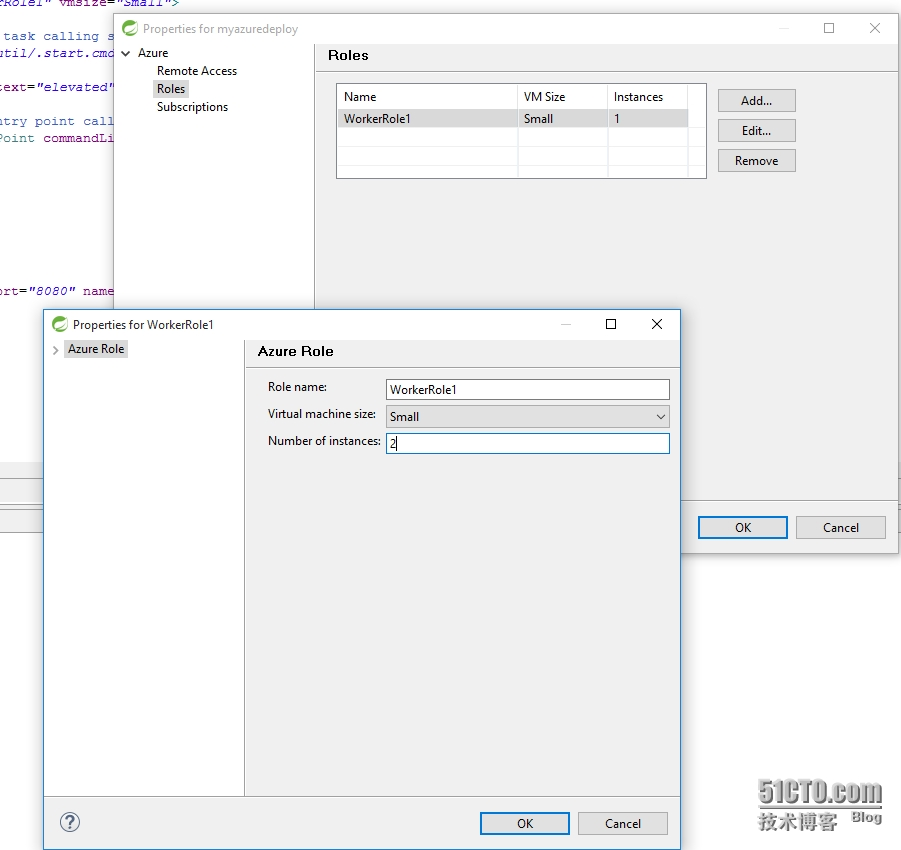 rRole1" vmsize="Small">
Properties for myazuredeploy
task calling s
util/.start.cmd
text="elevated"
ntry point call
Point commandLi
ort="8080" name
Azure
Remote Access
Roles
Subscriptions
Roles
Name VM Size Instances
WorkerRole1 Small 1
Add...
Edit...
Remove
OK Cancel
Properties for WorkerRole1
Azure Role
Azure Role
Role name: WorkerRole1
Virtual machine size: Small
Number of instances: 2
?
OK Cancel
51CTO.com
技术博客 Blog